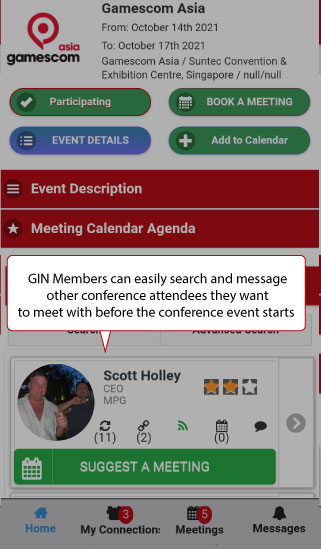 Gamescom Asia
From: October 14th 2021
To: October 17th 2021
Gamescom Asia / Suntec Convention &
Exhibition Centre, Singapore / null/null
asia
gamescom
Participating
BOOK A MEETING
EVENT DETAILS
Add to Calendar
Event Description
Meeting Calendar Agenda
GIN Members can easily search and message
other conference attendees they want
to meet with before the conference event starts
Scott Holley
CEO
MPG
(11) (2) (0)
SUGGEST A MEETING
3 5
Home My Connection Meetings Messages